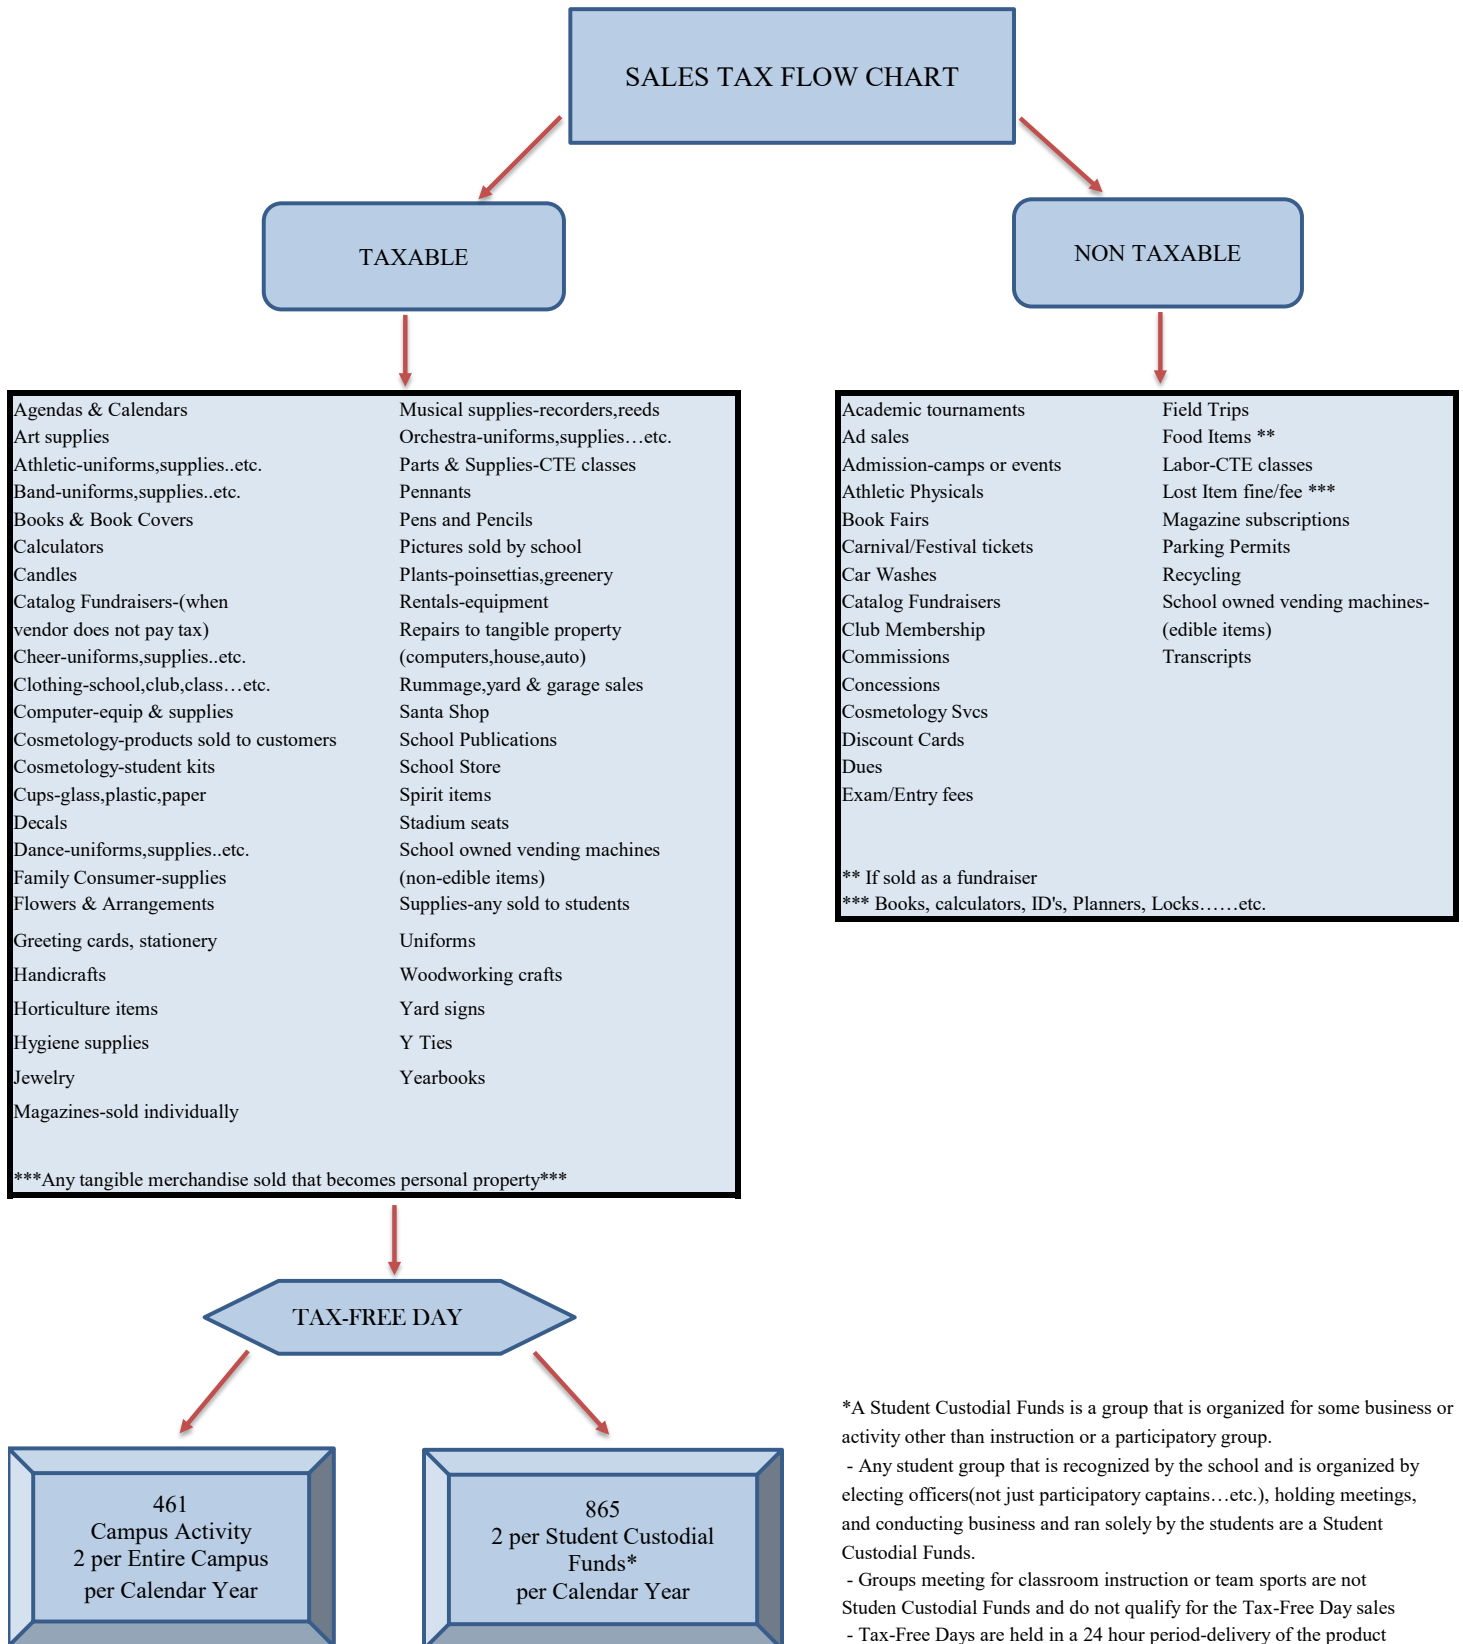 SALES TAX FLOW CHART
TAXABLE
NON TAXABLE
Agendas & Calendars
Art supplies
Athletic-uniforms,supplies..etc.
Band-uniforms,supplies..etc.
Books & Book Covers
Calculators
Candles
Catalog Fundraisers-(when
vendor does not pay tax)
Cheer-uniforms,supplies..etc.
Clothing-school,club,class…etc.
Computer-equip & supplies
Cosmetology-products sold to customers
Cosmetology-student kits
Cups-glass,plastic,paper
Decals
Dance-uniforms,supplies..etc.
Family Consumer-supplies
Flowers & Arrangements
Greeting cards, stationery
Handicrafts
Horticulture items
Hygiene supplies
Jewelry
Magazines-sold individually
Musical supplies-recorders,reeds
Orchestra-uniforms,supplies…etc.
Parts & Supplies-CTE classes
Pennants
Pens and Pencils
Pictures sold by school
Plants-poinsettias,greenery
Rentals-equipment
Repairs to tangible property
(computers,house,auto)
Rummage,yard & garage sales
Santa Shop
School Publications
School Store
Spirit items
Stadium seats
School owned vending machines
(non-edible items)
Supplies-any sold to students
Uniforms
Woodworking crafts
Yard signs
Y Ties
Yearbooks
***Any tangible merchandise sold that becomes personal property***
Academic tournaments
Ad sales
Admission-camps or events
Athletic Physicals
Book Fairs
Carnival/Festival tickets
Car Washes
Catalog Fundraisers
Club Membership
Commissions
Concessions
Cosmetology Svcs
Discount Cards
Dues
Exam/Entry fees
Field Trips
Food Items **
Labor-CTE classes
Lost Item fine/fee ***
Magazine subscriptions
Parking Permits
Recycling
School owned vending machines-
(edible items)
Transcripts
** If sold as a fundraiser
*** Books, calculators, ID's, Planners, Locks……etc.
TAX-FREE DAY
461
Campus Activity
2 per Entire Campus
per Calendar Year
865
2 per Student Custodial
Funds*
per Calendar Year
*A Student Custodial Funds is a group that is organized for some business or
activity other than instruction or a participatory group.
- Any student group that is recognized by the school and is organized by
electing officers(not just participatory captains…etc.), holding meetings,
and conducting business and ran solely by the students are a Student
Custodial Funds.
- Groups meeting for classroom instruction or team sports are not
Studen Custodial Funds and do not qualify for the Tax-Free Day sales
- Tax-Free Days are held in a 24 hour period-delivery of the product